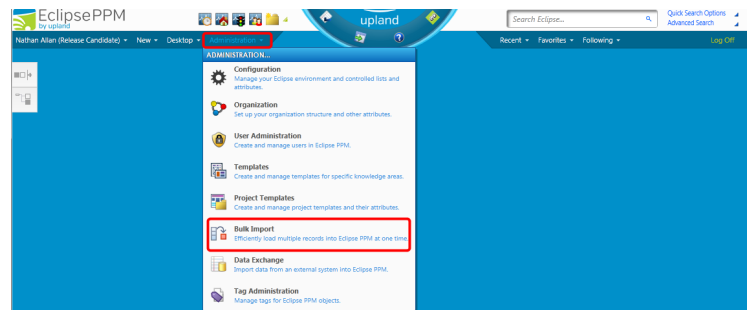 EclipsePPM
by upland
upland
Search Eclipse...
Quick Search Options
Advanced Search
Nathan Allan (Release Candidate) New Desktop Administration
Recent Favorites Following Log Off
ADMINISTRATION...
Configuration
Manage your Eclipse environment and controlled lists and
attributes.
Organization
Set up your organization structure and other attributes.
User Administration
Create and manage users in Eclipse PPM.
Templates
Create and manage templates for specific knowledge areas.
Project Templates
Create and manage project templates and their attributes.
Bulk Import
Efficiently load multiple records into Eclipse PPM at one time.
Data Exchange
Import data from an external system into Eclipse PPM.
Tag Administration
Manage tags for Eclipse PPM objects.